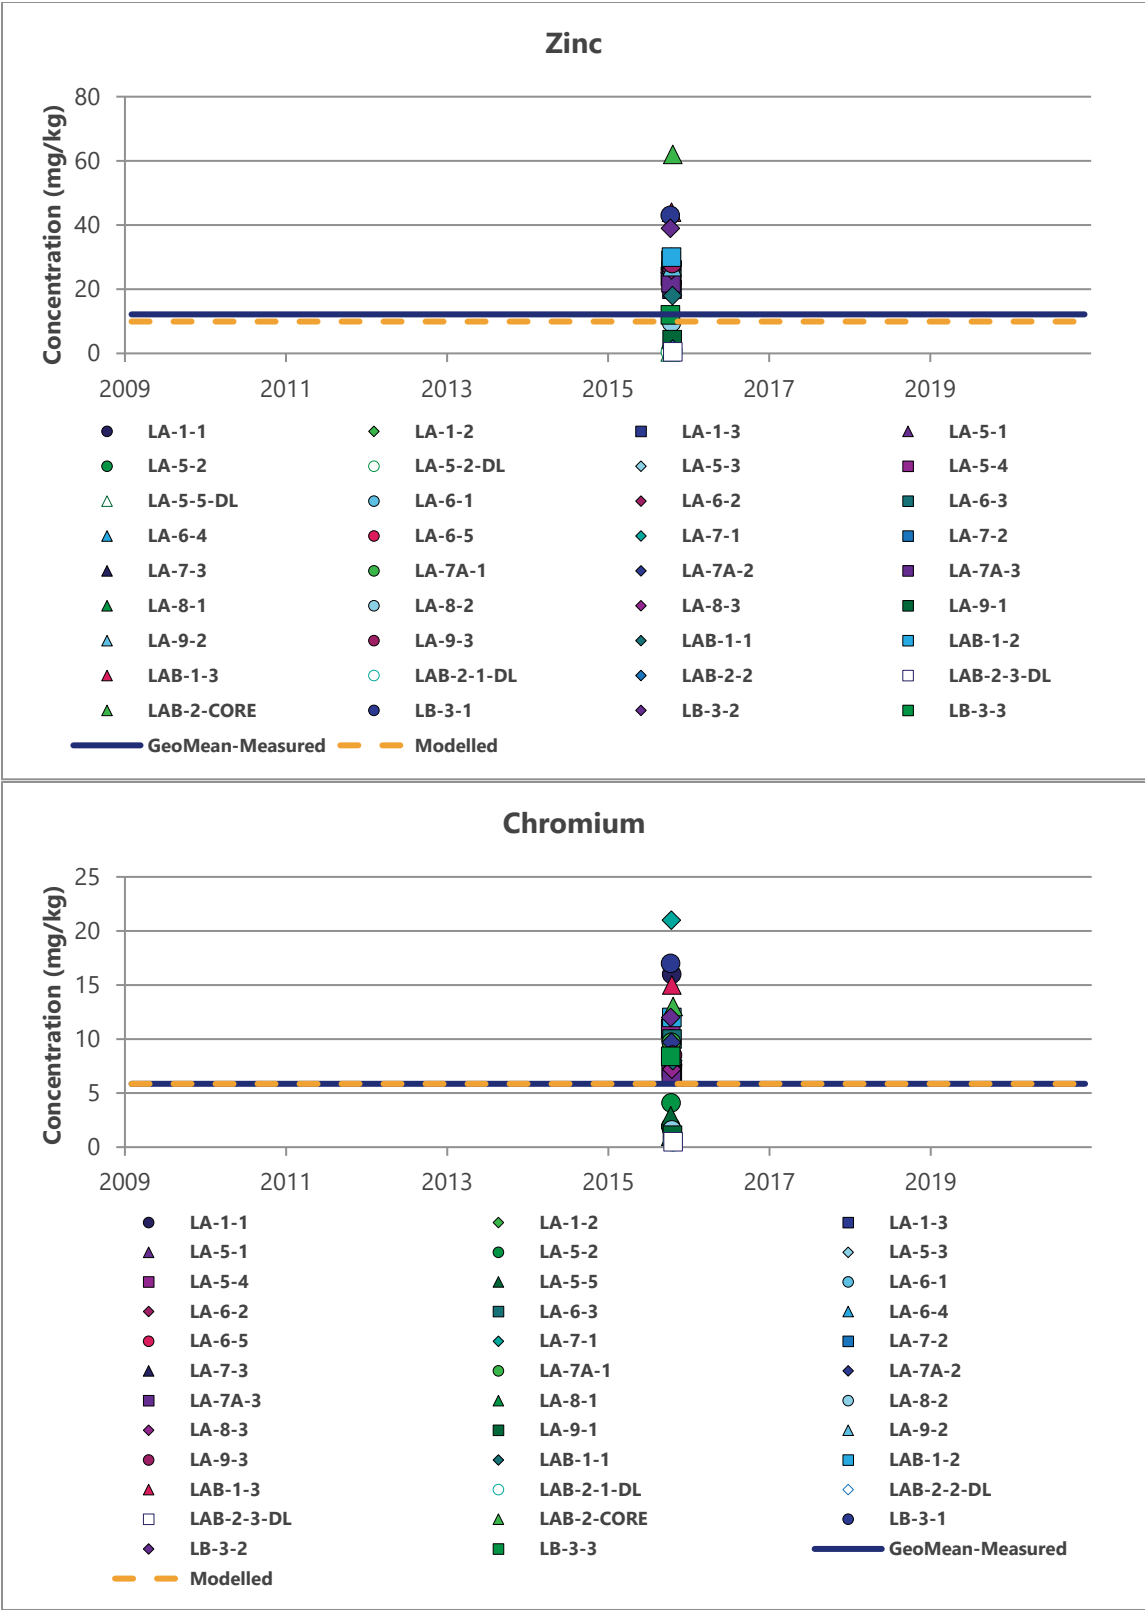 Zinc
Concentration (mg/kg)
80
60
40
20
0
2009 2011 2013 2015 2017 2019
LA-1-1 LA-1-2 LA-1-3 LA-5-1
LA-5-2 LA-5-2-DL LA-5-3 LA-5-4
LA-5-5-DL LA-6-1 LA-6-2 LA-6-3
LA-6-4 LA-6-5 LA-7-1 LA-7-2
LA-7-3 LA-7A-1 LA-7A-2 LA-7A-3
LA-8-1 LA-8-2 LA-8-3 LA-9-1
LA-9-2 LA-9-3 LAB-1-1 LAB-1-2
LAB-1-3 LAB-2-1-DL LAB-2-2 LAB-2-3-DL
LAB-2-CORE LB-3-1 LB-3-2 LB-3-3
GeoMean-Measured Modelled
Chromium
Concentration (mg/kg)
25
20
15
10
5
0
2009 2011 2013 2015 2017 2019
LA-1-1 LA-1-2 LA-1-3
LA-5-1 LA-5-2 LA-5-3
LA-5-4 LA-5-5 LA-6-1
LA-6-2 LA-6-3 LA-6-4
LA-6-5 LA-7-1 LA-7-2
LA-7-3 LA-7A-1 LA-7A-2
LA-7A-3 LA-8-1 LA-8-2
LA-8-3 LA-9-1 LA-9-2
LA-9-3 LAB-1-1 LAB-1-2
LAB-1-3 LAB-2-1-DL LAB-2-2-DL
LAB-2-3-DL LAB-2-CORE LB-3-1
LB-3-2 LB-3-3 GeoMean-Measured
Modelled